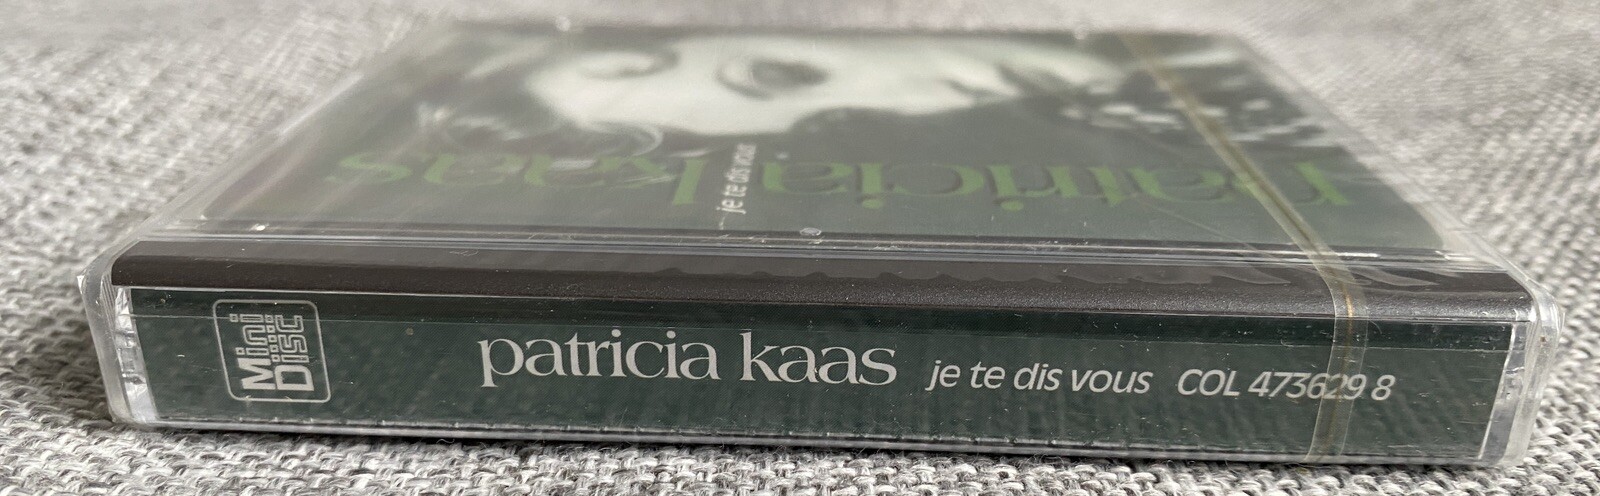 patricia kaas
je te dis vous
Mini
Disc
patricia kaas je te dis vous COL 473629 8